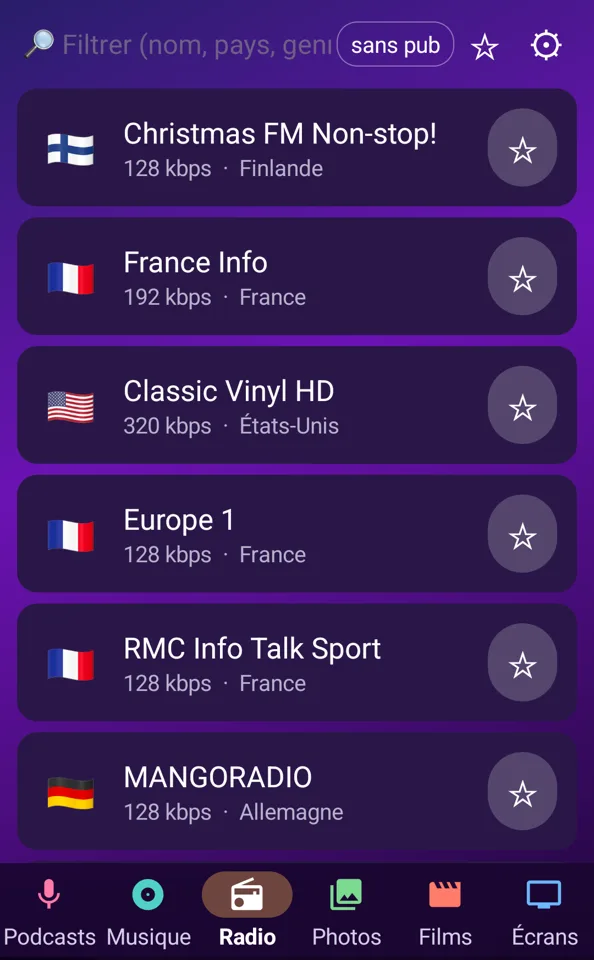 Filtrer (nom, pays, genr
sans pub
Christmas FM Non-stop!
128 kbps · Finlande
France Info
192 kbps · France
Classic Vinyl HD
320 kbps · États-Unis
Europe 1
128 kbps · France
RMC Info Talk Sport
128 kbps · France
MANGORADIO
128 kbps · Allemagne
Podcasts Musique Radio Photos Films Écrans